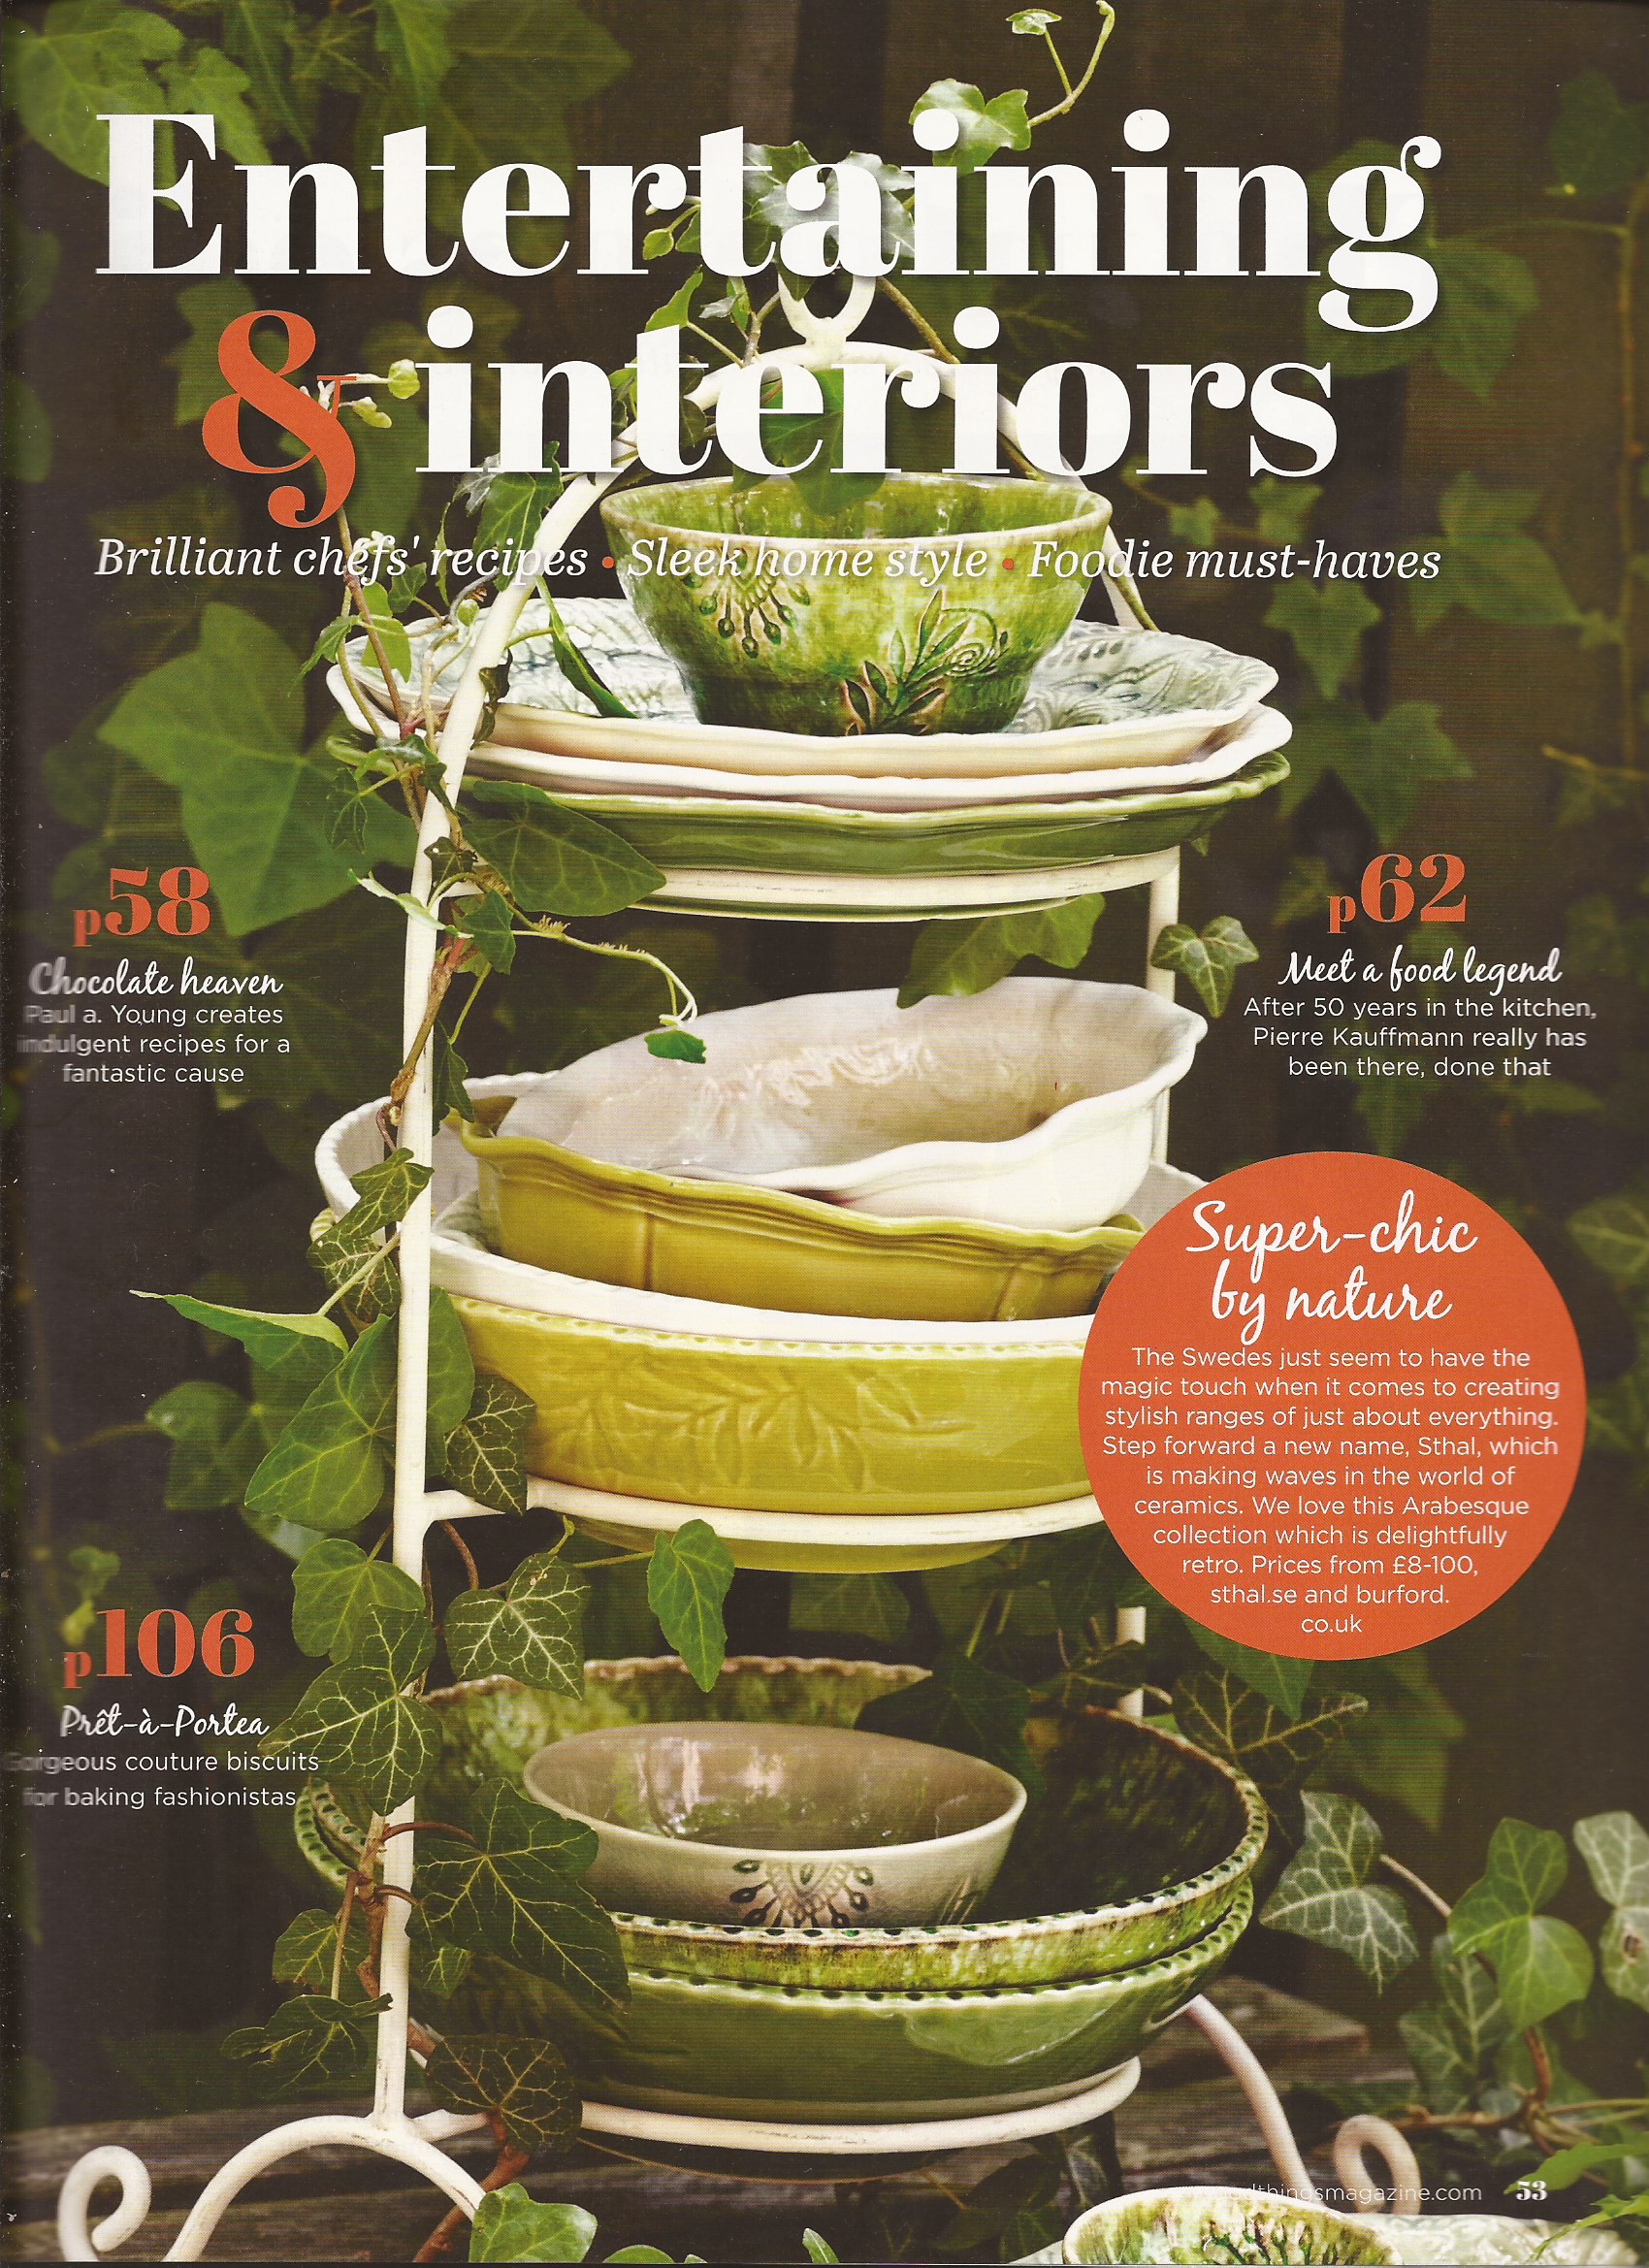 Entertaining
& interiors
Brilliant chefs' recipes • Sleek home style • Foodie must-haves
p58
Chocolate heaven
Paul a. Young creates
indulgent recipes for a
fantastic cause
p62
Meet a food legend
After 50 years in the kitchen,
Pierre Kauffmann really has
been there, done that
Super-chic
by nature
The Swedes just seem to have the
magic touch when it comes to creating
stylish ranges of just about everything.
Step forward a new name, Sthal, which
is making waves in the world of
ceramics. We love this Arabesque
collection which is delightfully
retro. Prices from £8-100,
sthal.se and burford.
co.uk
p106
Prêt-à-Portea
Gorgeous couture biscuits
for baking fashionistas
53